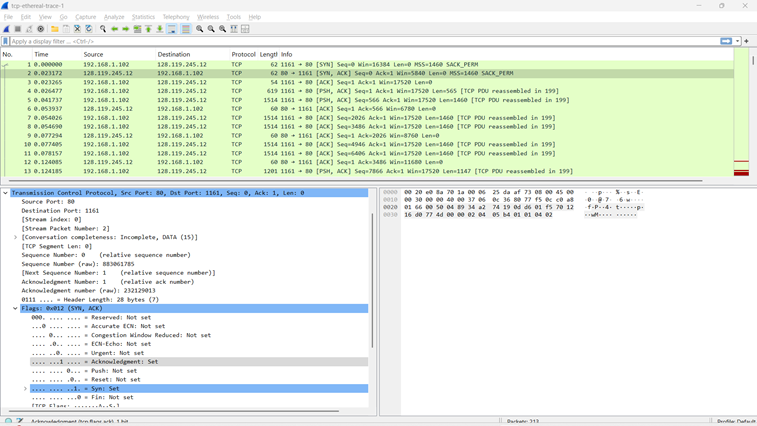 tcp-ethereal-trace-1
File Edit View Go Capture Analyze Statistics Telephony Wireless Tools Help
Apply a display filter ... <Ctrl-/>
No. Time Source Destination Protocol Length Info
1 0.000000 192.168.1.102 128.119.245.12 TCP 62 1161 → 80 [SYN] Seq=0 Win=16384 Len=0 MSS=1460 SACK_PERM
2 0.023172 128.119.245.12 192.168.1.102 TCP 62 80 → 1161 [SYN, ACK] Seq=0 Ack=1 Win=5840 Len=0 MSS=1460 SACK_PERM
3 0.023265 192.168.1.102 128.119.245.12 TCP 54 1161 → 80 [ACK] Seq=1 Ack=1 Win=17520 Len=0
4 0.026477 192.168.1.102 128.119.245.12 TCP 619 1161 → 80 [PSH, ACK] Seq=1 Ack=1 Win=17520 Len=565 [TCP PDU reassembled in 199]
5 0.041737 192.168.1.102 128.119.245.12 TCP 1514 1161 → 80 [PSH, ACK] Seq=566 Ack=1 Win=17520 Len=1460 [TCP PDU reassembled in 199]
6 0.053937 128.119.245.12 192.168.1.102 TCP 60 80 → 1161 [ACK] Seq=1 Ack=566 Win=6780 Len=0
7 0.054026 192.168.1.102 128.119.245.12 TCP 1514 1161 → 80 [ACK] Seq=2026 Ack=1 Win=17520 Len=1460 [TCP PDU reassembled in 199]
8 0.054690 192.168.1.102 128.119.245.12 TCP 1514 1161 → 80 [ACK] Seq=3486 Ack=1 Win=17520 Len=1460 [TCP PDU reassembled in 199]
9 0.077294 128.119.245.12 192.168.1.102 TCP 60 80 → 1161 [ACK] Seq=1 Ack=2026 Win=8760 Len=0
10 0.077405 192.168.1.102 128.119.245.12 TCP 1514 1161 → 80 [ACK] Seq=4946 Ack=1 Win=17520 Len=1460 [TCP PDU reassembled in 199]
11 0.078157 192.168.1.102 128.119.245.12 TCP 1514 1161 → 80 [ACK] Seq=6406 Ack=1 Win=17520 Len=1460 [TCP PDU reassembled in 199]
12 0.124085 128.119.245.12 192.168.1.102 TCP 60 80 → 1161 [ACK] Seq=1 Ack=3486 Win=11680 Len=0
13 0.124185 192.168.1.102 128.119.245.12 TCP 1201 1161 → 80 [PSH, ACK] Seq=7866 Ack=1 Win=17520 Len=1147 [TCP PDU reassembled in 199]
Transmission Control Protocol, Src Port: 80, Dst Port: 1161, Seq: 0, Ack: 1, Len: 0
Source Port: 80
Destination Port: 1161
[Stream index: 0]
[Stream Packet Number: 2]
[Conversation completeness: Incomplete, DATA (15)]
[TCP Segment Len: 0]
Sequence Number: 0 (relative sequence number)
Sequence Number (raw): 883061785
[Next Sequence Number: 1 (relative sequence number)]
Acknowledgment Number: 1 (relative ack number)
Acknowledgment number (raw): 232129013
0111 .... = Header Length: 28 bytes (7)
Flags: 0x012 (SYN, ACK)
000. .... .... = Reserved: Not set
...0 .... .... = Accurate ECN: Not set
.... 0... .... = Congestion Window Reduced: Not set
.... .0.. .... = ECN-Echo: Not set
.... ..0. .... = Urgent: Not set
.... ...1 .... = Acknowledgment: Set
.... .... 0... = Push: Not set
.... .... .0.. = Reset: Not set
.... .... ..1. = Syn: Set
.... .... ...0 = Fin: Not set
[TCP Flags: ·······A··S·]
0000 00 20 e0 8a 70 1a 00 06 25 da af 73 08 00 45 00 · ··p··· %··s··E·
0010 00 30 00 00 40 00 37 06 0c 36 80 77 f5 0c c0 a8 ·0··@·7· ·6·w····
0020 01 66 00 50 04 89 34 a2 74 19 0d d6 01 f5 70 12 ·f·P··4· t·····p·
0030 16 d0 77 4d 00 00 02 04 05 b4 01 01 04 02 ··wM···· ······
Acknowledgment (tcp.flags.ack), 1 bit
Packets: 213
Profile: Default